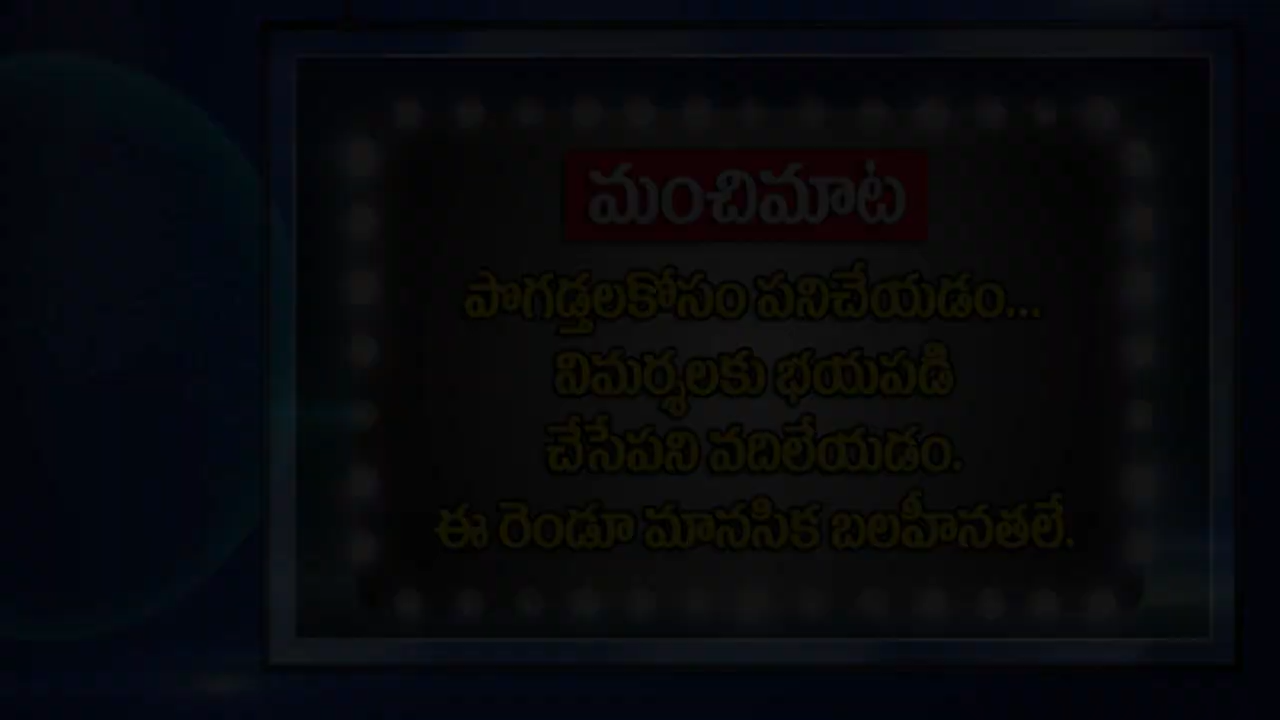 మంచిమాట
పొగడ్తలకోసం పనిచేయడం...
విమర్శలకు భయపడి
చేసేపని వదిలేయడం.
ఈ రెండూ మానసిక బలహీనతలే.